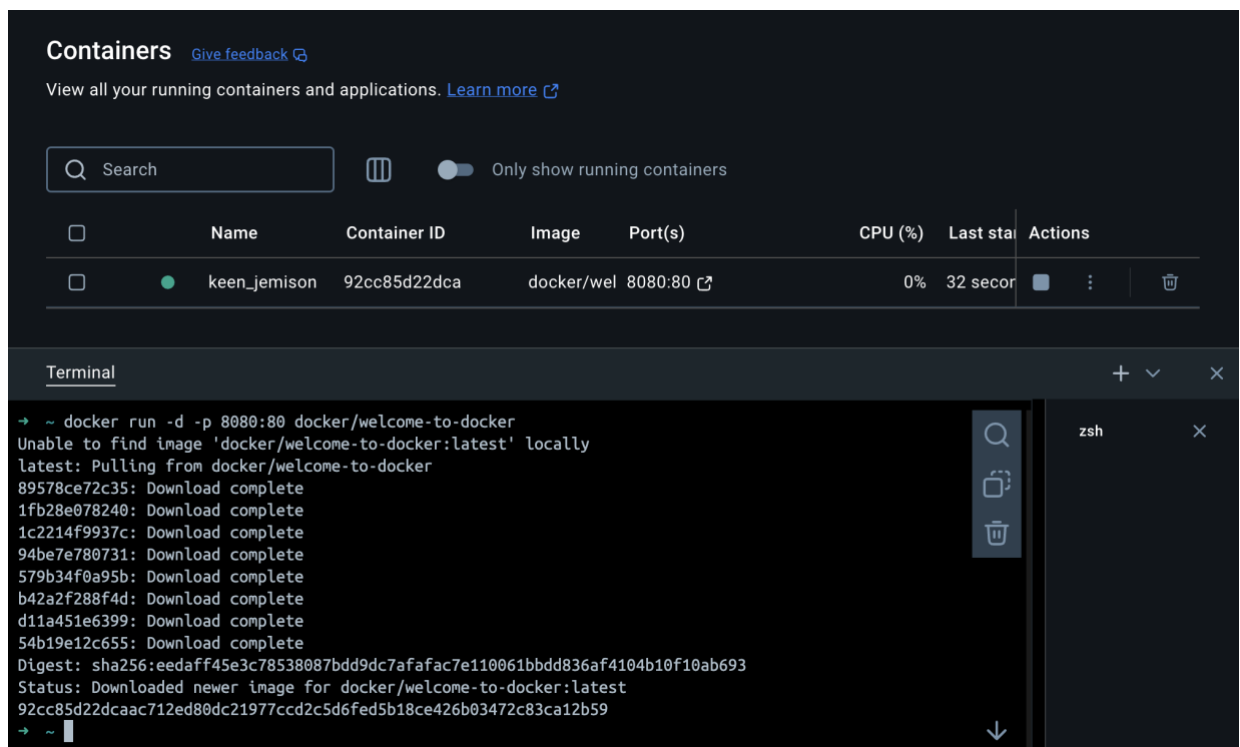 Containers Give feedback
View all your running containers and applications. Learn more
Search Only show running containers
Name Container ID Image Port(s) CPU (%) Last sta Actions
keen_jemison 92cc85d22dca docker/wel 8080:80 0% 32 secor
Terminal
→ ~ docker run -d -p 8080:80 docker/welcome-to-docker
Unable to find image 'docker/welcome-to-docker:latest' locally
latest: Pulling from docker/welcome-to-docker
89578ce72c35: Download complete
1fb28e078240: Download complete
1c2214f9937c: Download complete
94be7e780731: Download complete
579b34f0a95b: Download complete
b42a2f288f4d: Download complete
d11a451e6399: Download complete
54b19e12c655: Download complete
Digest: sha256:eedaff45e3c78538087bdd9dc7afafac7e110061bbdd836af4104b10f10ab693
Status: Downloaded newer image for docker/welcome-to-docker:latest
92cc85d22dcaac712ed80dc21977ccd2c5d6fed5b18ce426b03472c83ca12b59
→ ~
zsh